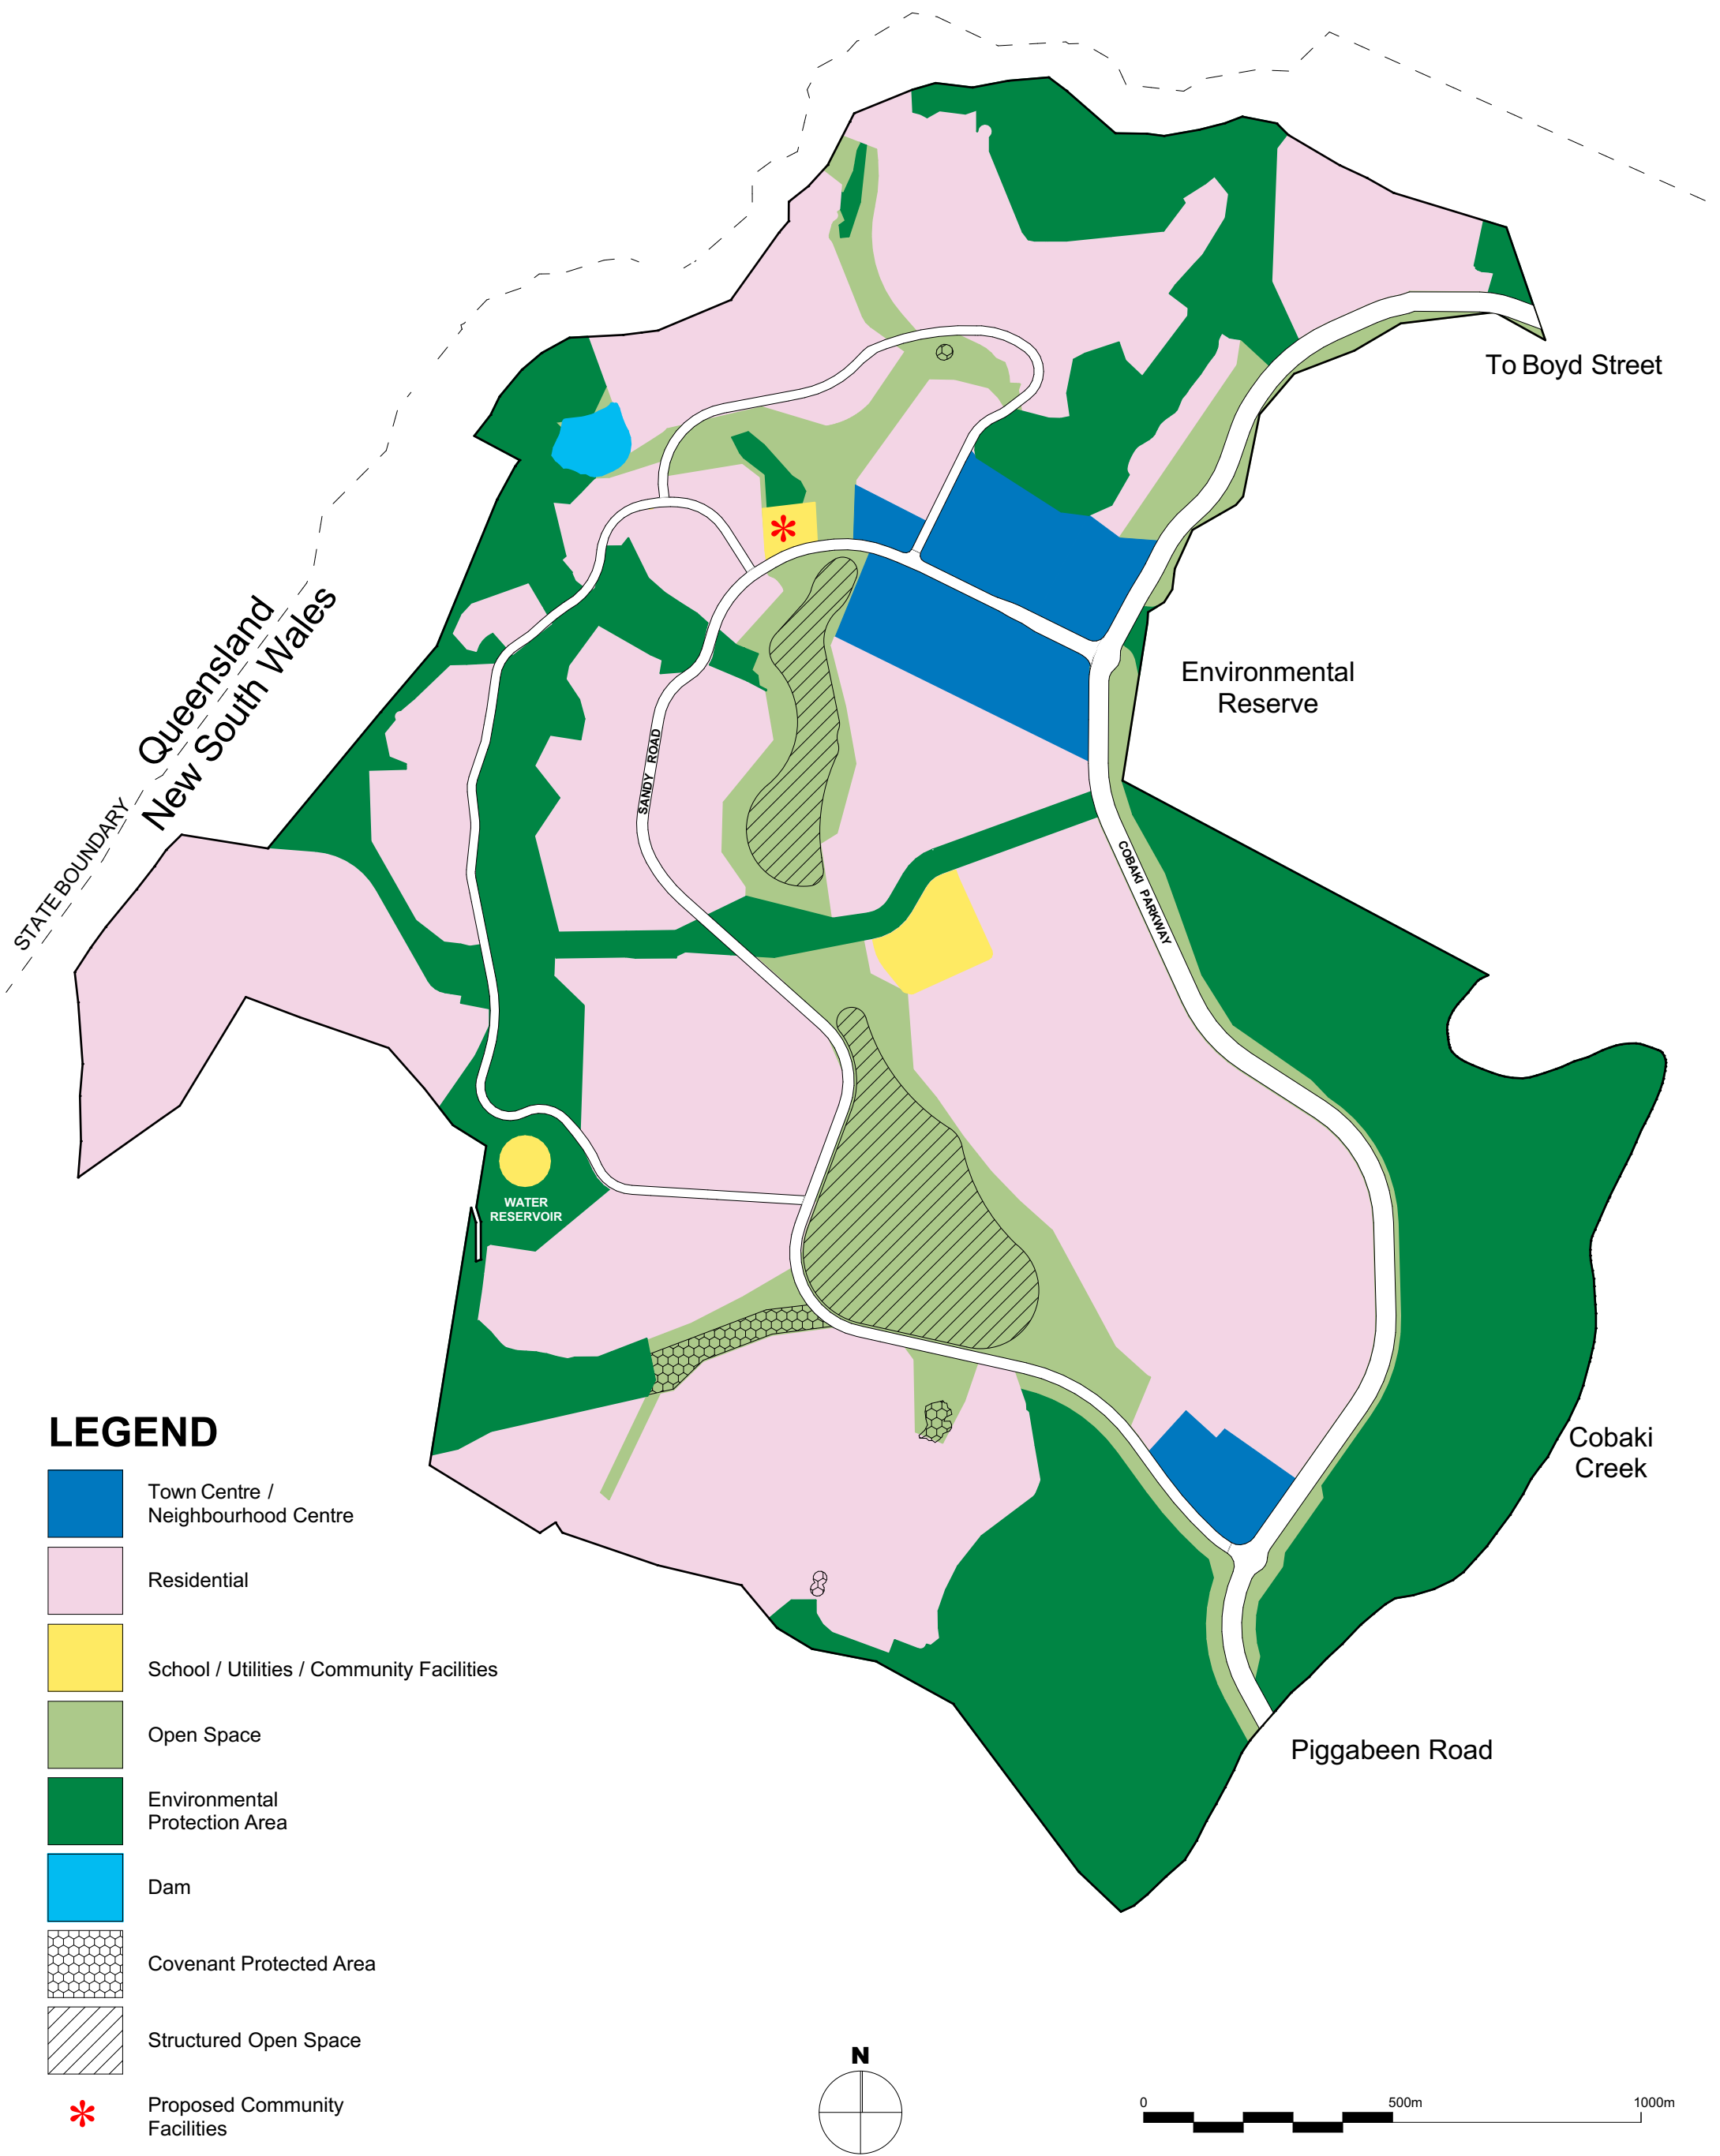 To Boyd Street
Queensland
New South Wales
STATE BOUNDARY
Environmental
Reserve
SANDY ROAD
COBAKI PARKWAY
WATER
RESERVOIR
Cobaki
Creek
Piggabeen Road
LEGEND
Town Centre /
Neighbourhood Centre
Residential
School / Utilities / Community Facilities
Open Space
Environmental
Protection Area
Dam
Covenant Protected Area
Structured Open Space
Proposed Community
Facilities
N
0 500m 1000m